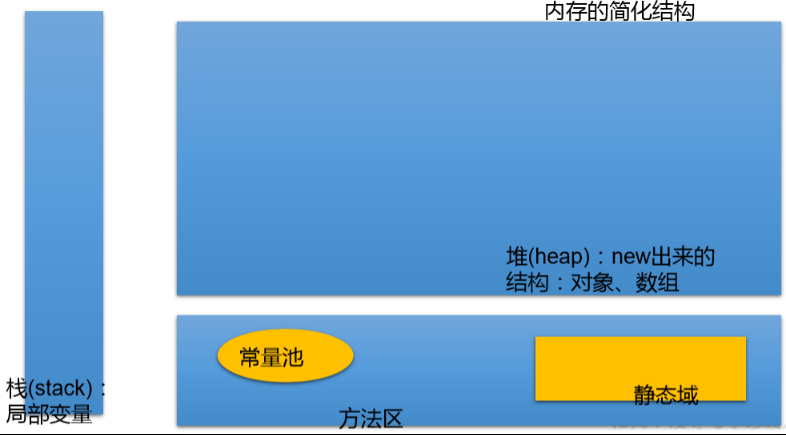 内存的简化结构
堆(heap)：new出来的
结构：对象、数组
常量池
静态域
栈(stack)：
局部变量
方法区